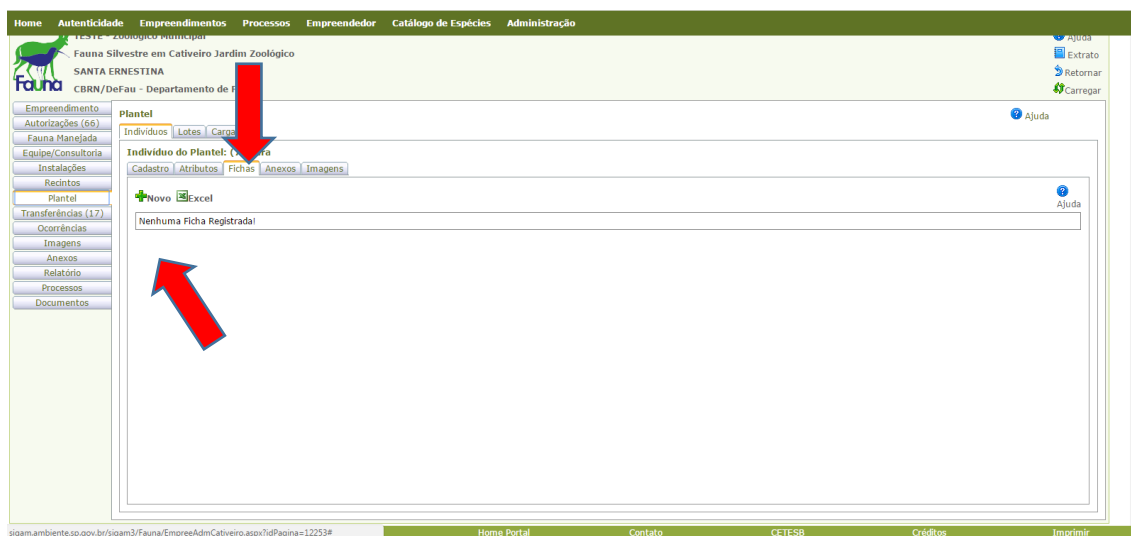 Home Autenticidade Empreendimentos Processos Empreendedor Catálogo de Espécies Administração
TESTE - Zoológico Municipal
Fauna Silvestre em Cativeiro Jardim Zoológico
SANTA ERNESTINA
CBRN/DeFau - Departamento de
Fauna
Ajuda
Extrato
Retornar
Carregar
Empreendimento
Autorizações (66)
Fauna Manejada
Equipe/Consultoria
Instalações
Recintos
Plantel
Transferências (17)
Ocorrências
Imagens
Anexos
Relatório
Processos
Documentos
Plantel
Ajuda
Indivíduos Lotes Carga
Indivíduo do Plantel:
Cadastro Atributos Fichas Anexos Imagens
Novo Excel
Ajuda
Nenhuma Ficha Registrada!
sigam.ambiente.sp.gov.br/sigam3/Fauna/EmpreeAdmCativeiro.aspx?idPagina=12253#
Home Portal Contato CETESB Créditos Imprimir